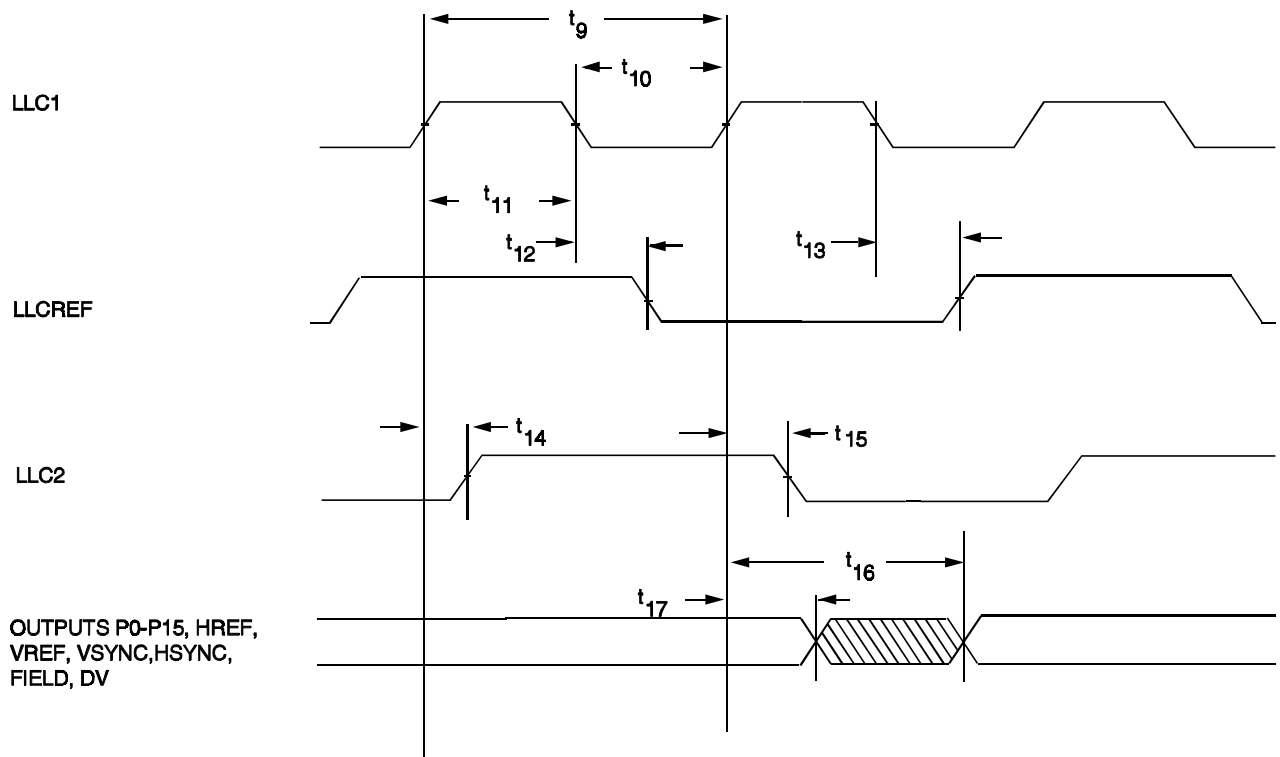 t9
t10
LLC1
t11
t12
t13
LLCREF
t14
t15
LLC2
t16
t17
OUTPUTS P0-P15, HREF,
VREF, VSYNC,HSYNC,
FIELD, DV